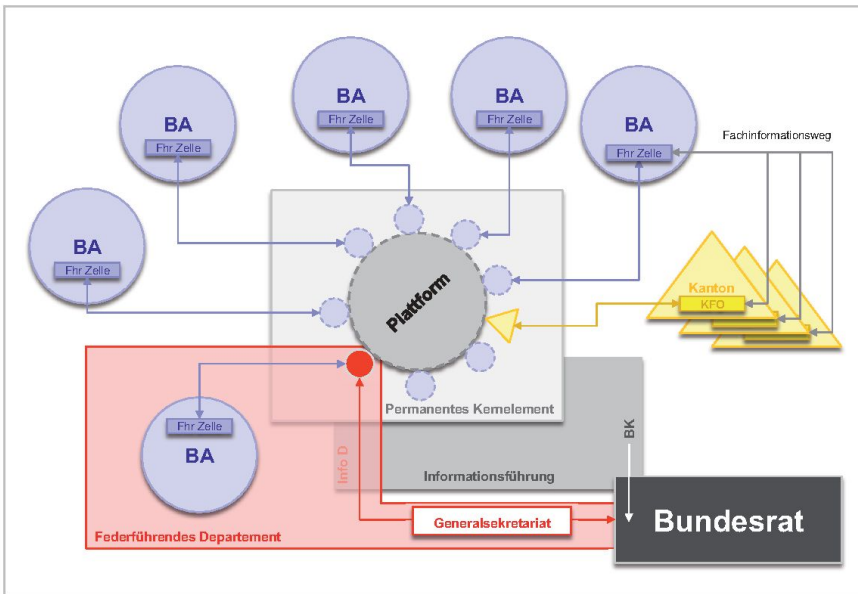 BA
Fhr Zelle
BA
Fhr Zelle
BA
Fhr Zelle
BA
Fhr Zelle
BA
Fhr Zelle
Fachinformationsweg
Plattform
Kanton
KFO
Permanentes Kernelement
Fhr Zelle
BA
Info D
Informationsführung
BK
Generalsekretariat
Federführendes Departement
Bundesrat